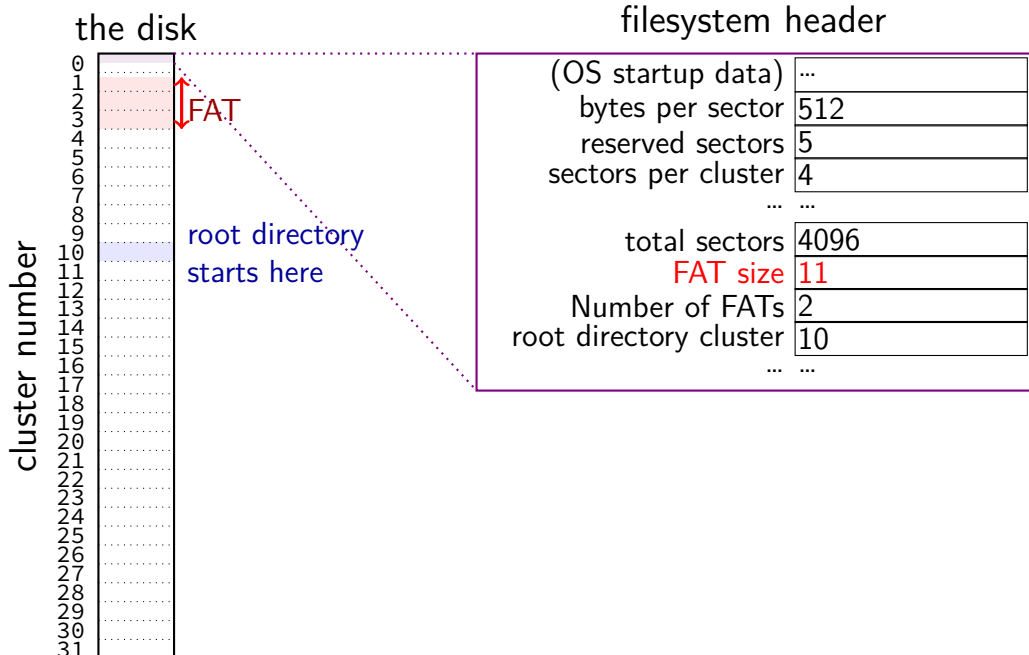 the disk
filesystem header
cluster number
0
1
2
3
4
5
6
7
8
9
10
11
12
13
14
15
16
17
18
19
20
21
22
23
24
25
26
27
28
29
30
31
FAT
root directory
starts here
(OS startup data) ...
bytes per sector 512
reserved sectors 5
sectors per cluster 4
... ...
total sectors 4096
FAT size 11
Number of FATs 2
root directory cluster 10
... ...